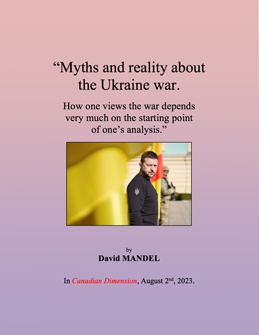 “Myths and reality about
the Ukraine war.
How one views the war depends
very much on the starting point
of one’s analysis.”
by
David MANDEL
In Canadian Dimension, August 2nd, 2023.